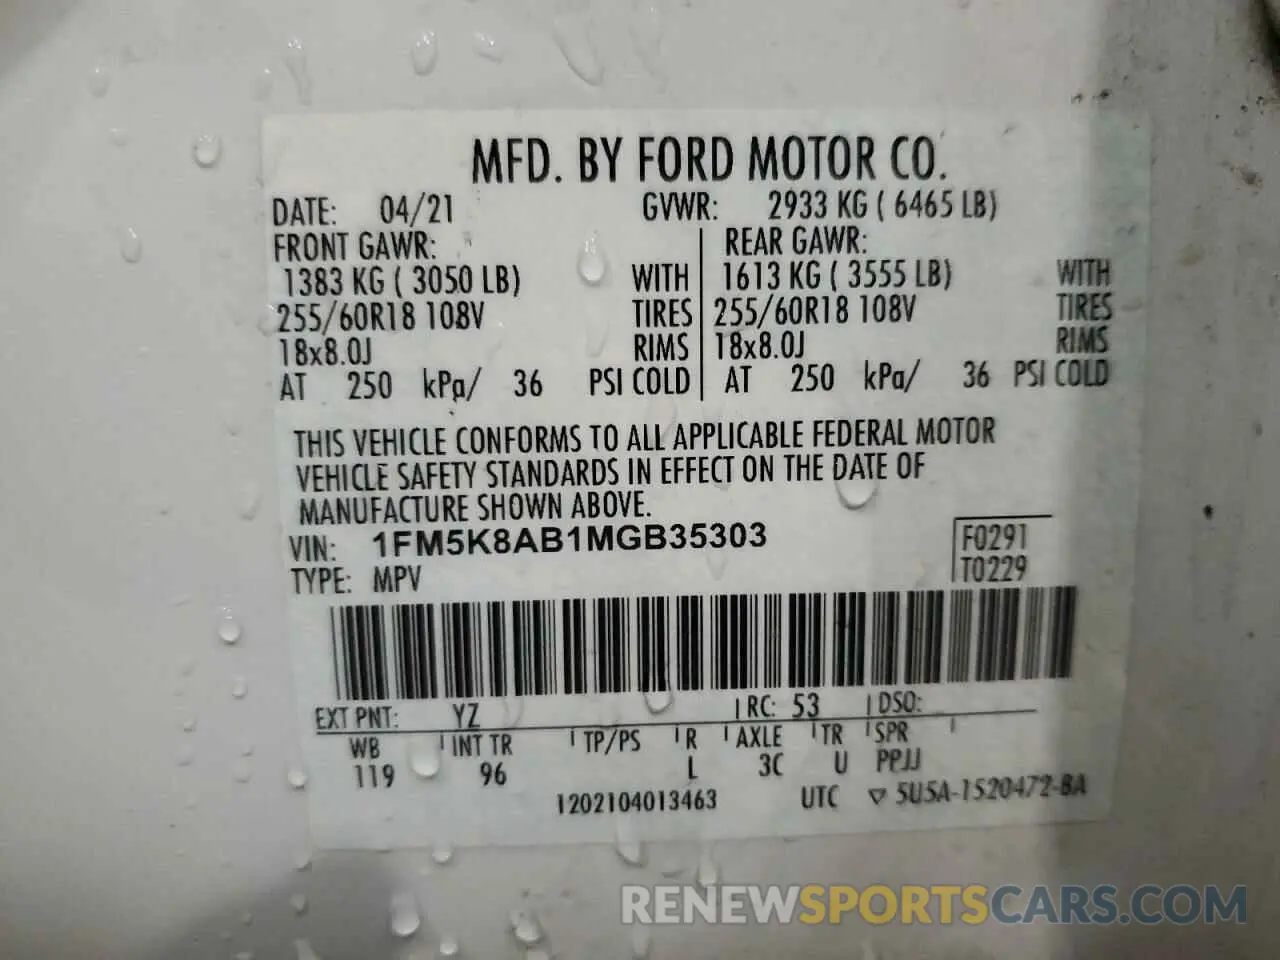 MFD. BY FORD MOTOR CO.
DATE: 04/21 GVWR: 2933 KG ( 6465 LB)
FRONT GAWR: REAR GAWR:
1383 KG ( 3050 LB) WITH 1613 KG ( 3555 LB) WITH
255/60R18 108V TIRES 255/60R18 108V TIRES
18x8.0J RIMS 18x8.0J RIMS
AT 250 kPa/ 36 PSI COLD AT 250 kPa/ 36 PSI COLD
THIS VEHICLE CONFORMS TO ALL APPLICABLE FEDERAL MOTOR
VEHICLE SAFETY STANDARDS IN EFFECT ON THE DATE OF
MANUFACTURE SHOWN ABOVE.
VIN: 1FM5K8AB1MGB35303 F0291
TYPE: MPV T0229
EXT PNT: YZ RC: 53 DSO:
WB INT TR TP/PS R AXLE TR SPR
119 96 L 3C U PPJJ
1202104013463 UTC ▽ 5U5A-1520472-BA
RENEWSPORTSCARS.COM